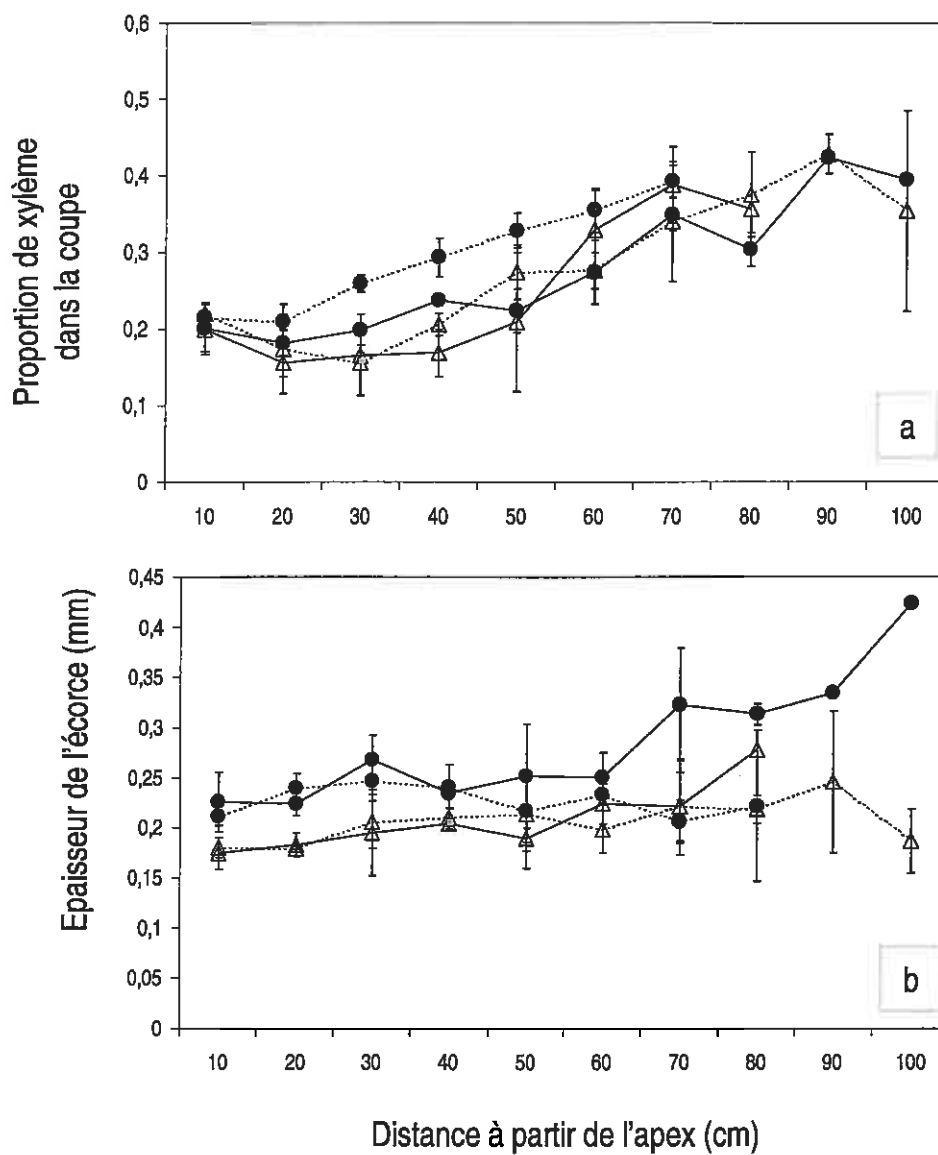 0,6
0,5
0,4
0,3
0,2
0,1
0
Proportion de xylème
dans la coupe
a
10 20 30 40 50 60 70 80 90 100
0,45
0,4
0,35
0,3
0,25
0,2
0,15
0,1
0,05
0
Epaisseur de l'écorce (mm)
b
10 20 30 40 50 60 70 80 90 100
Distance à partir de l'apex (cm)